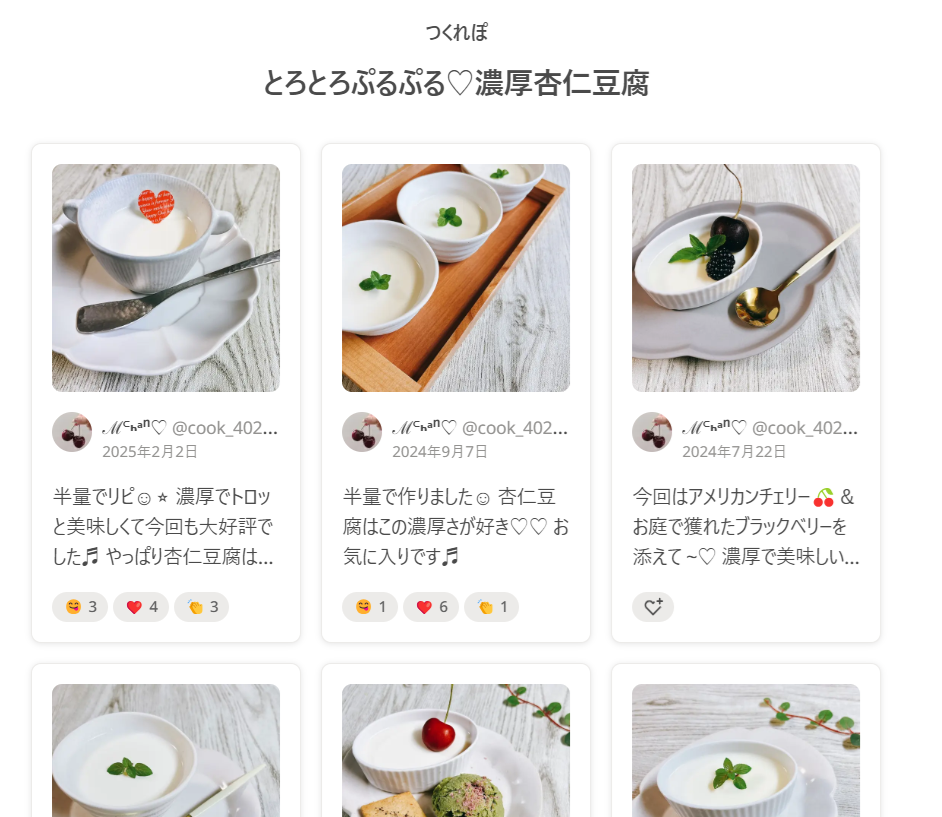 つくれぽ
とろとろぷるぷる♡濃厚杏仁豆腐
ℳᑦʰᵃⁿ♡ @cook_402...
2025年2月2日
半量でリピ☺⭐︎ 濃厚でトロッ
と美味しくて今回も大好評で
した♬ やっぱり杏仁豆腐は...
😋 3 ❤️ 4 👏 3
ℳᑦʰᵃⁿ♡ @cook_402...
2024年9月7日
半量で作りました☺ 杏仁豆
腐はこの濃厚さが好き♡♡ お
気に入りです♬
😋 1 ❤️ 6 👏 1
ℳᑦʰᵃⁿ♡ @cook_402...
2024年7月22日
今回はアメリカンチェリー🍒 &
お庭で獲れたブラックベリーを
添えて～♡ 濃厚で美味しい...